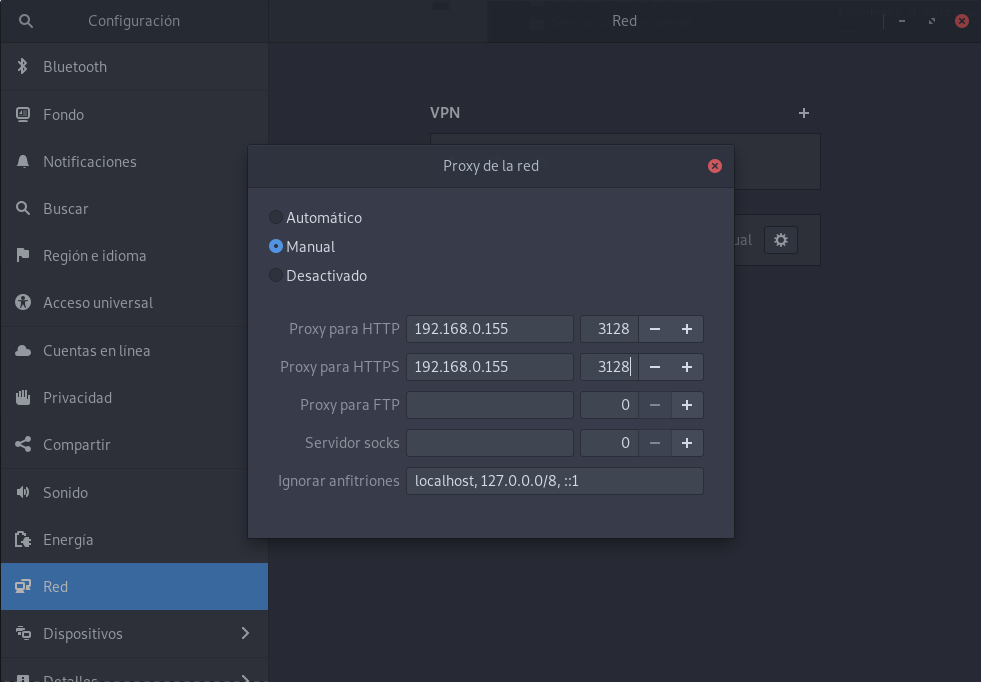 Configuración
Red
Bluetooth
Fondo
Notificaciones
Buscar
Región e idioma
Acceso universal
Cuentas en línea
Privacidad
Compartir
Sonido
Energía
Red
Dispositivos
Detalles
VPN
Proxy de la red
Automático
Manual
Desactivado
Proxy para HTTP 192.168.0.155 3128 − +
Proxy para HTTPS 192.168.0.155 3128 − +
Proxy para FTP 0 − +
Servidor socks 0 − +
Ignorar anfitriones localhost, 127.0.0.0/8, ::1